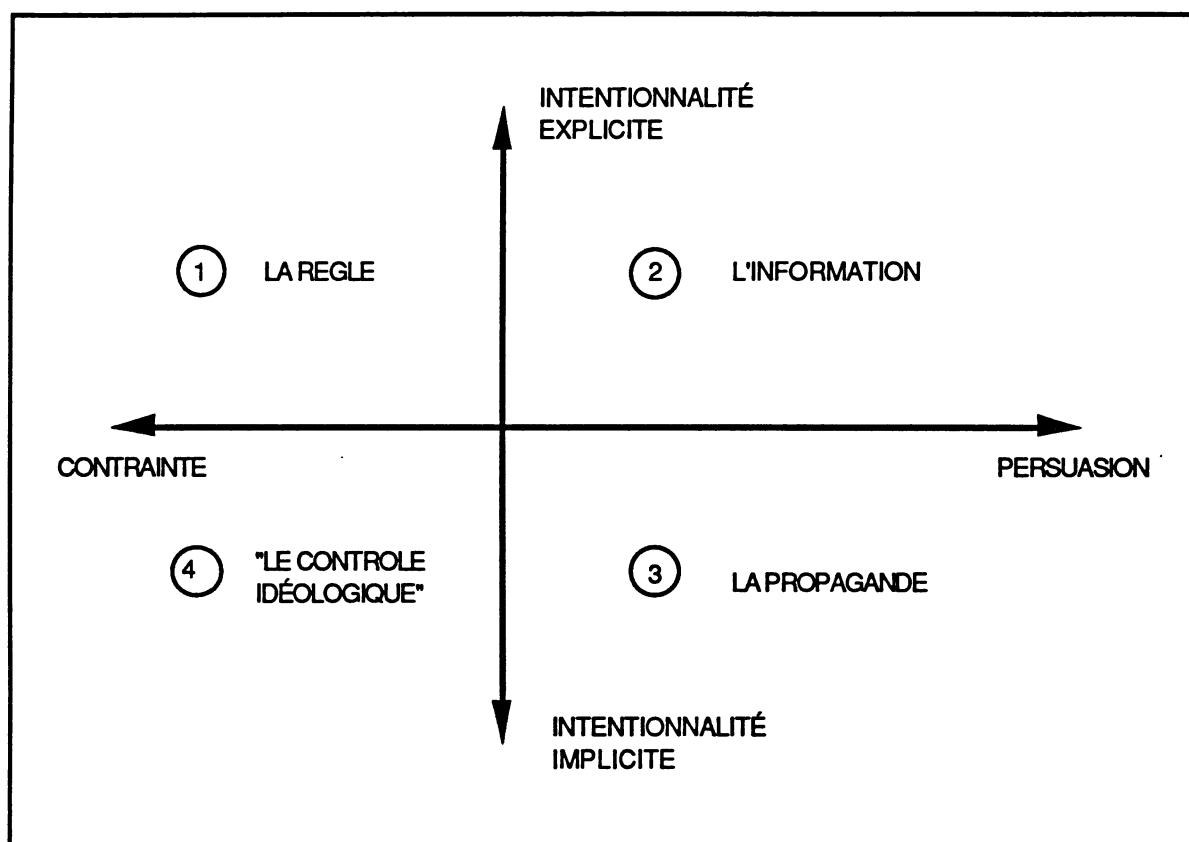 INTENTIONNALITÉ
EXPLICITE
1 LA REGLE
2 L'INFORMATION
CONTRAINTE
PERSUASION
4 "LE CONTROLE
IDÉOLOGIQUE"
3 LA PROPAGANDE
INTENTIONNALITÉ
IMPLICITE